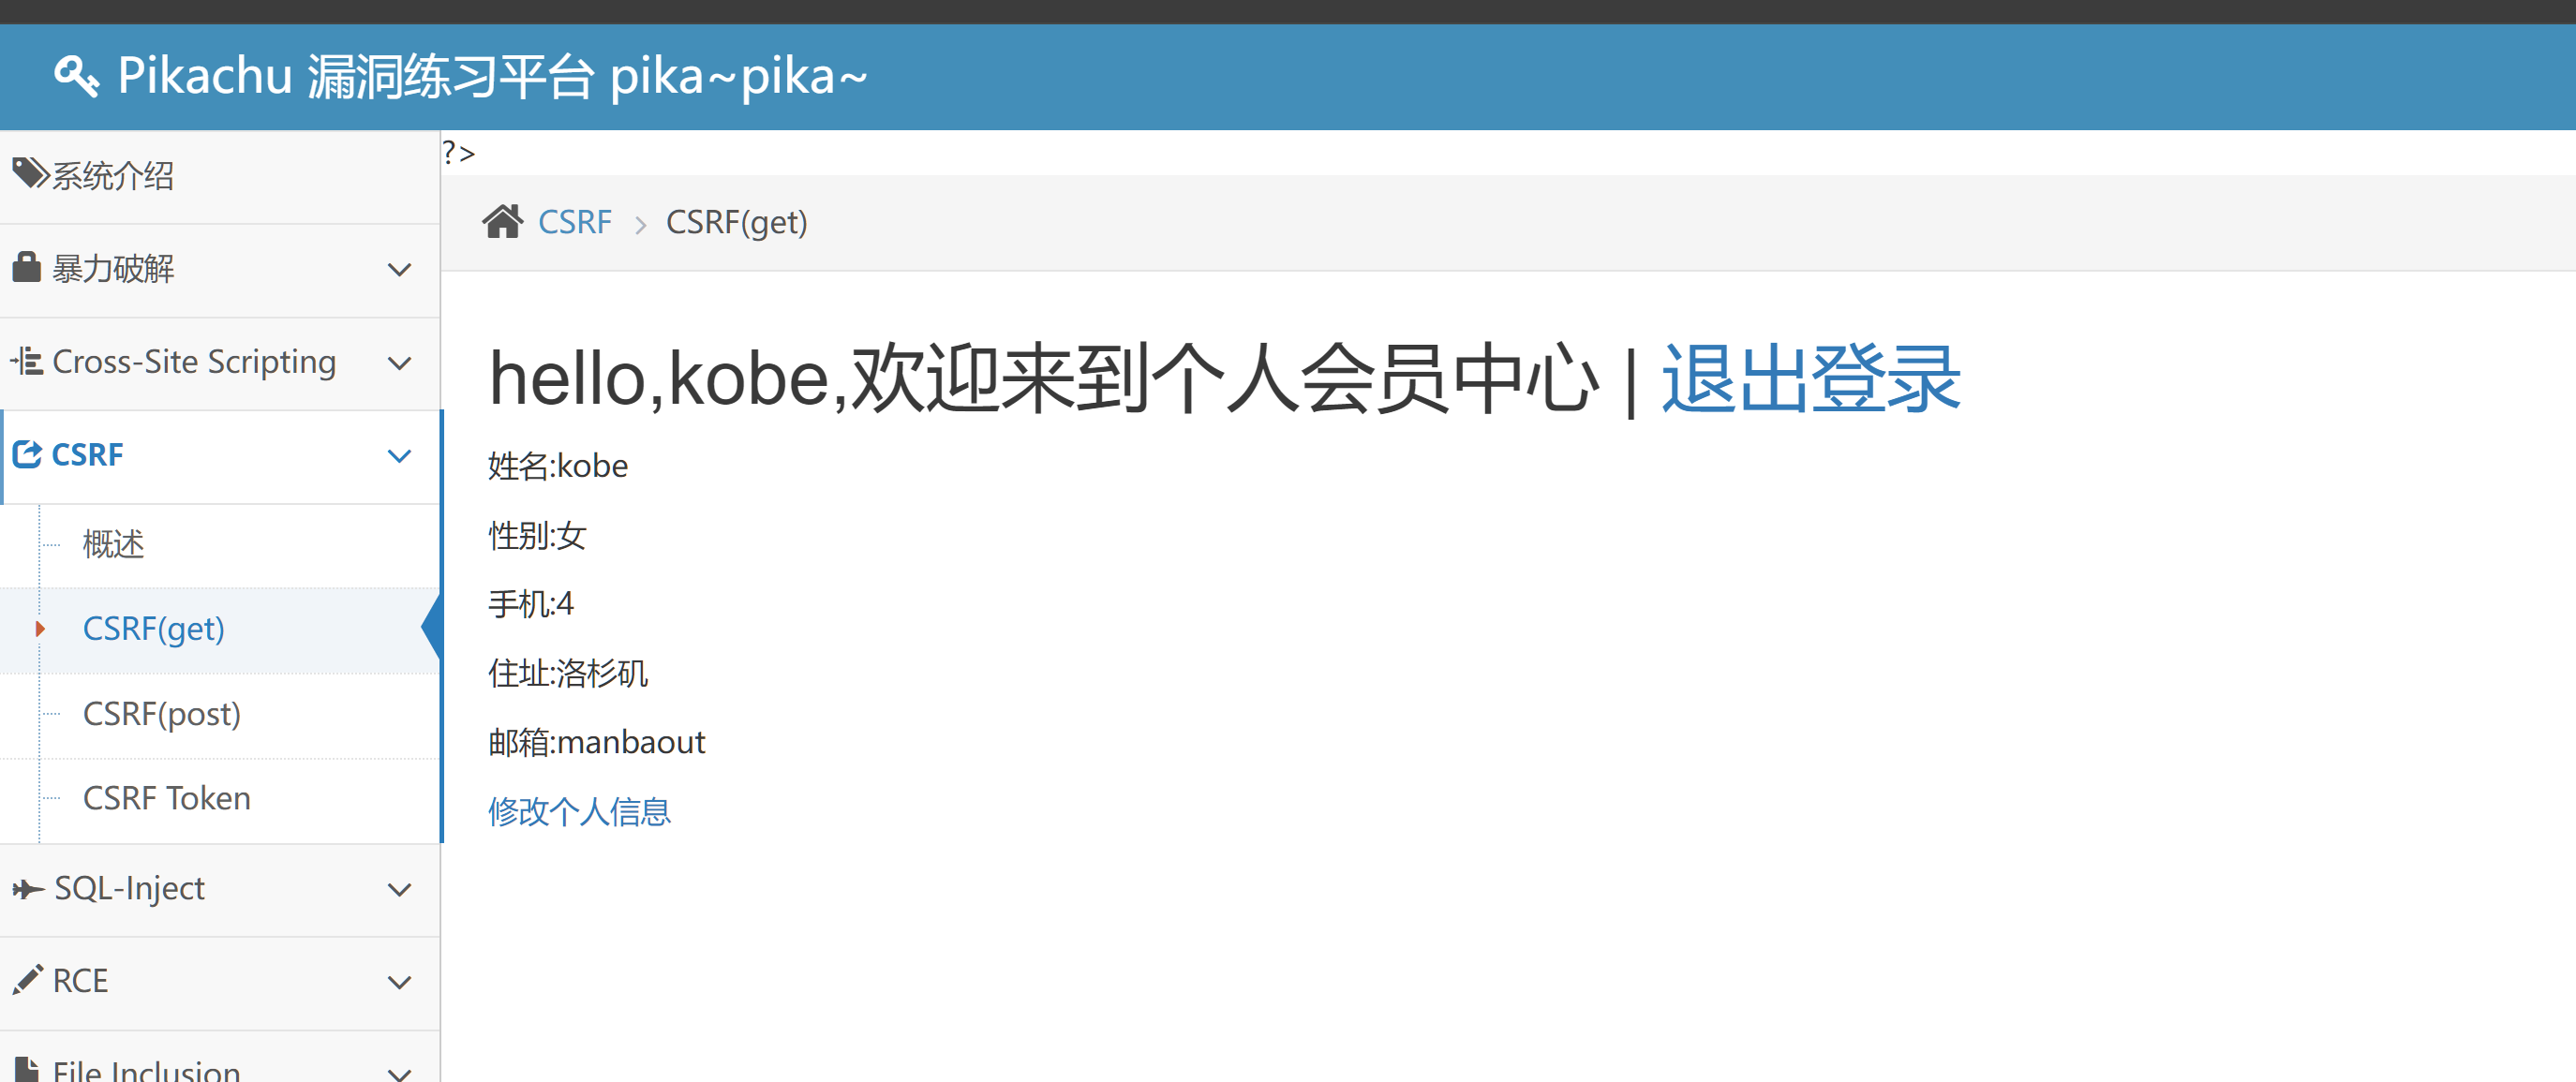 Pikachu 漏洞练习平台 pika~pika~
系统介绍
暴力破解
Cross-Site Scripting
CSRF
概述
CSRF(get)
CSRF(post)
CSRF Token
SQL-Inject
RCE
File Inclusion
?>
CSRF > CSRF(get)
hello,kobe,欢迎来到个人会员中心 | 退出登录
姓名:kobe
性别:女
手机:4
住址:洛杉矶
邮箱:manbaout
修改个人信息